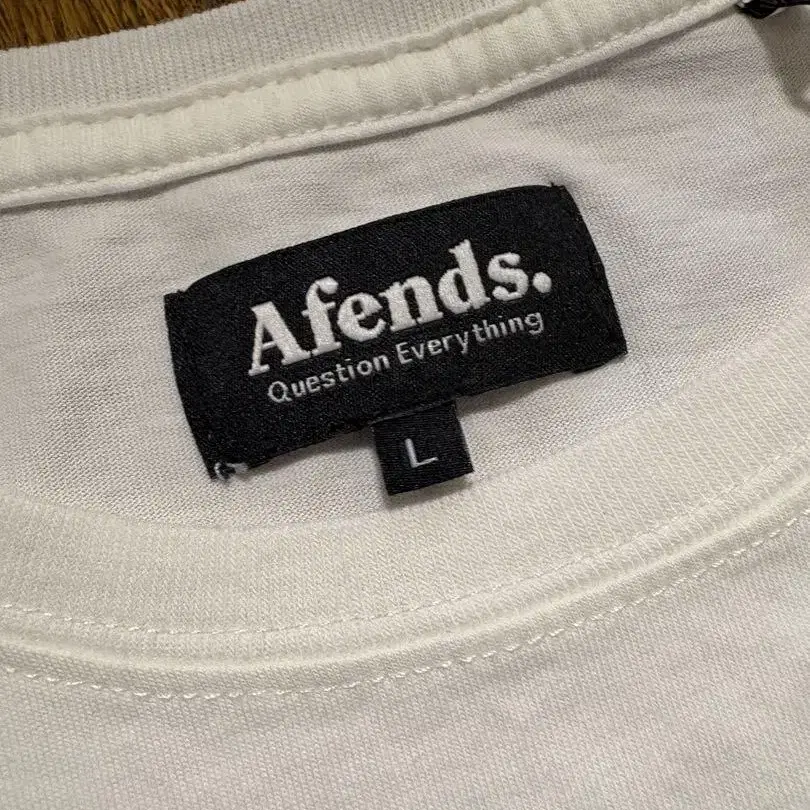 Afends.
Question Everything
L